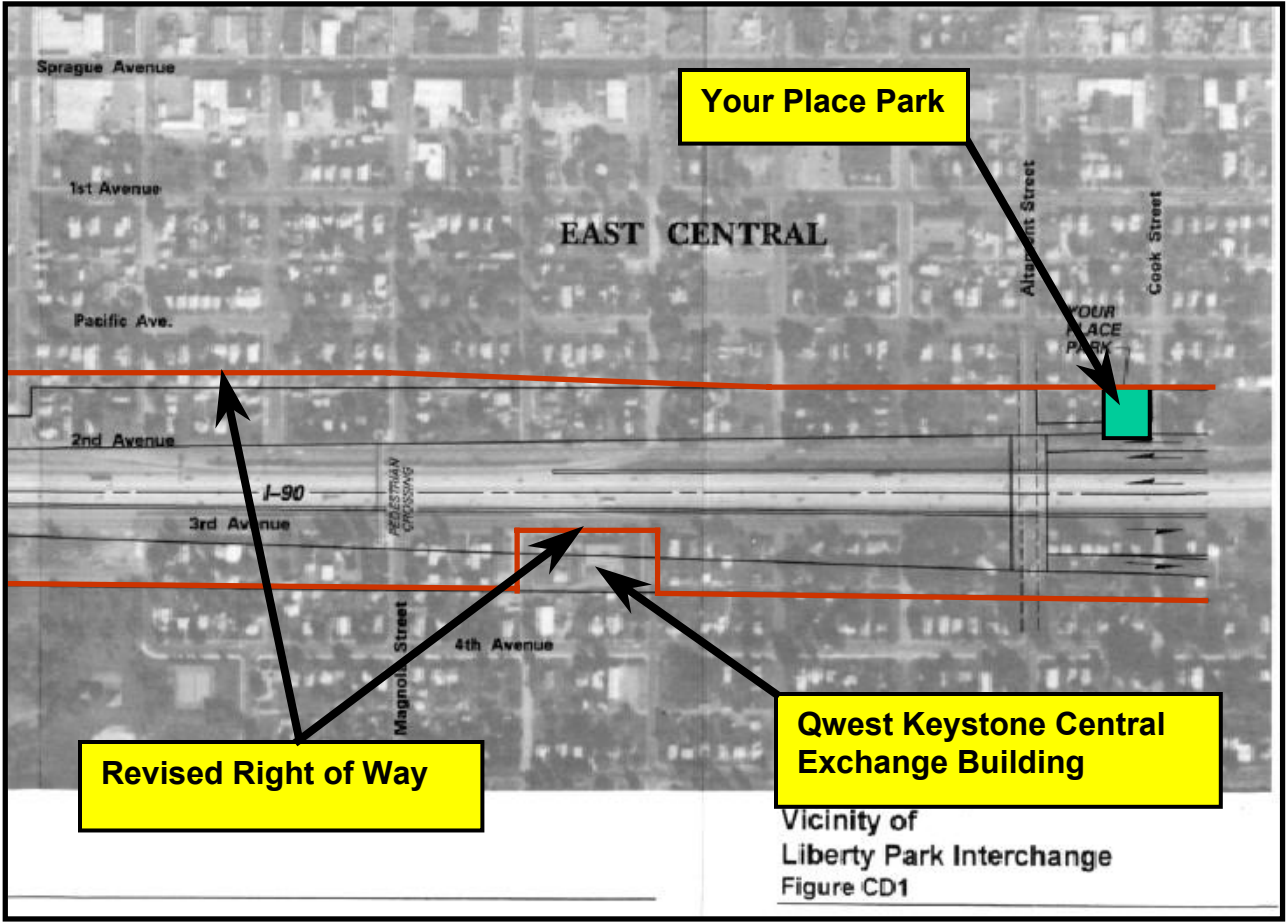 Sprague Avenue
Your Place Park
1st Avenue
EAST CENTRAL
Altamont Street
Cook Street
Pacific Ave.
YOUR
PLACE
PARK
2nd Avenue
I-90
PEDESTRIAN
CROSSING
3rd Avenue
Magnolia Street
4th Avenue
Revised Right of Way
Qwest Keystone Central
Exchange Building
Vicinity of
Liberty Park Interchange
Figure CD1